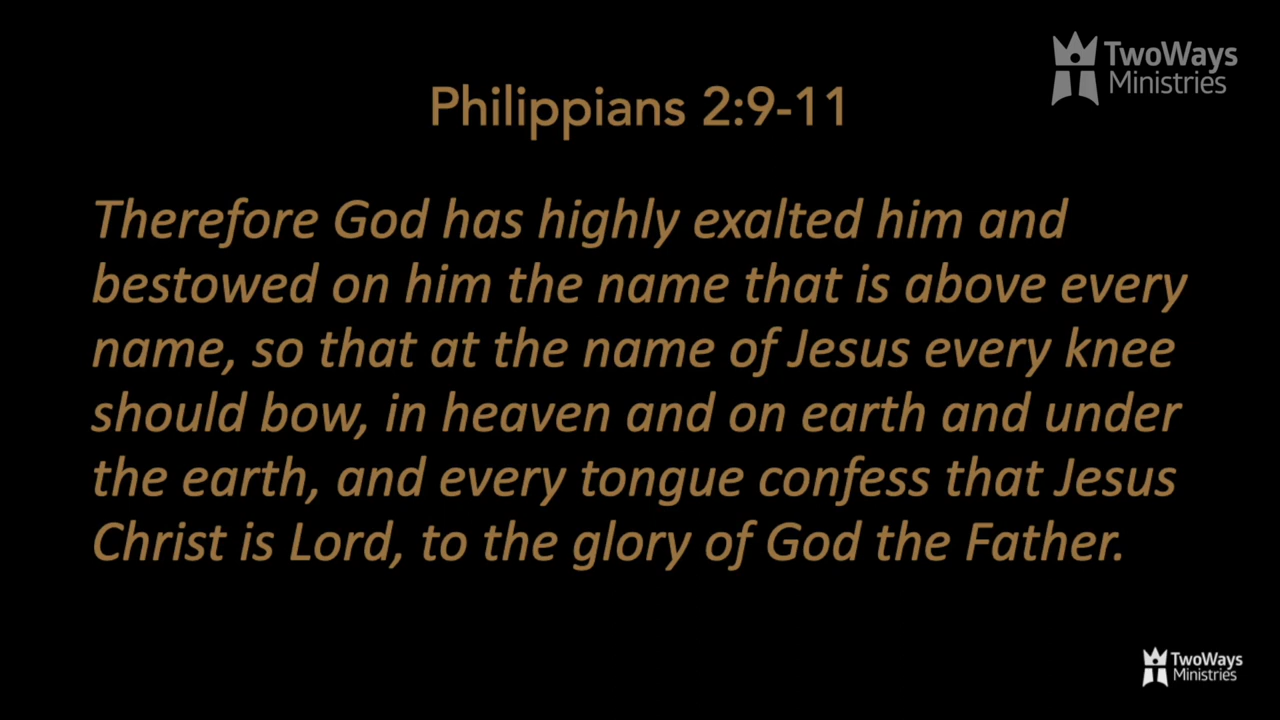 TwoWays
Ministries
Philippians 2:9-11
Therefore God has highly exalted him and
bestowed on him the name that is above every
name, so that at the name of Jesus every knee
should bow, in heaven and on earth and under
the earth, and every tongue confess that Jesus
Christ is Lord, to the glory of God the Father.
TwoWays
Ministries